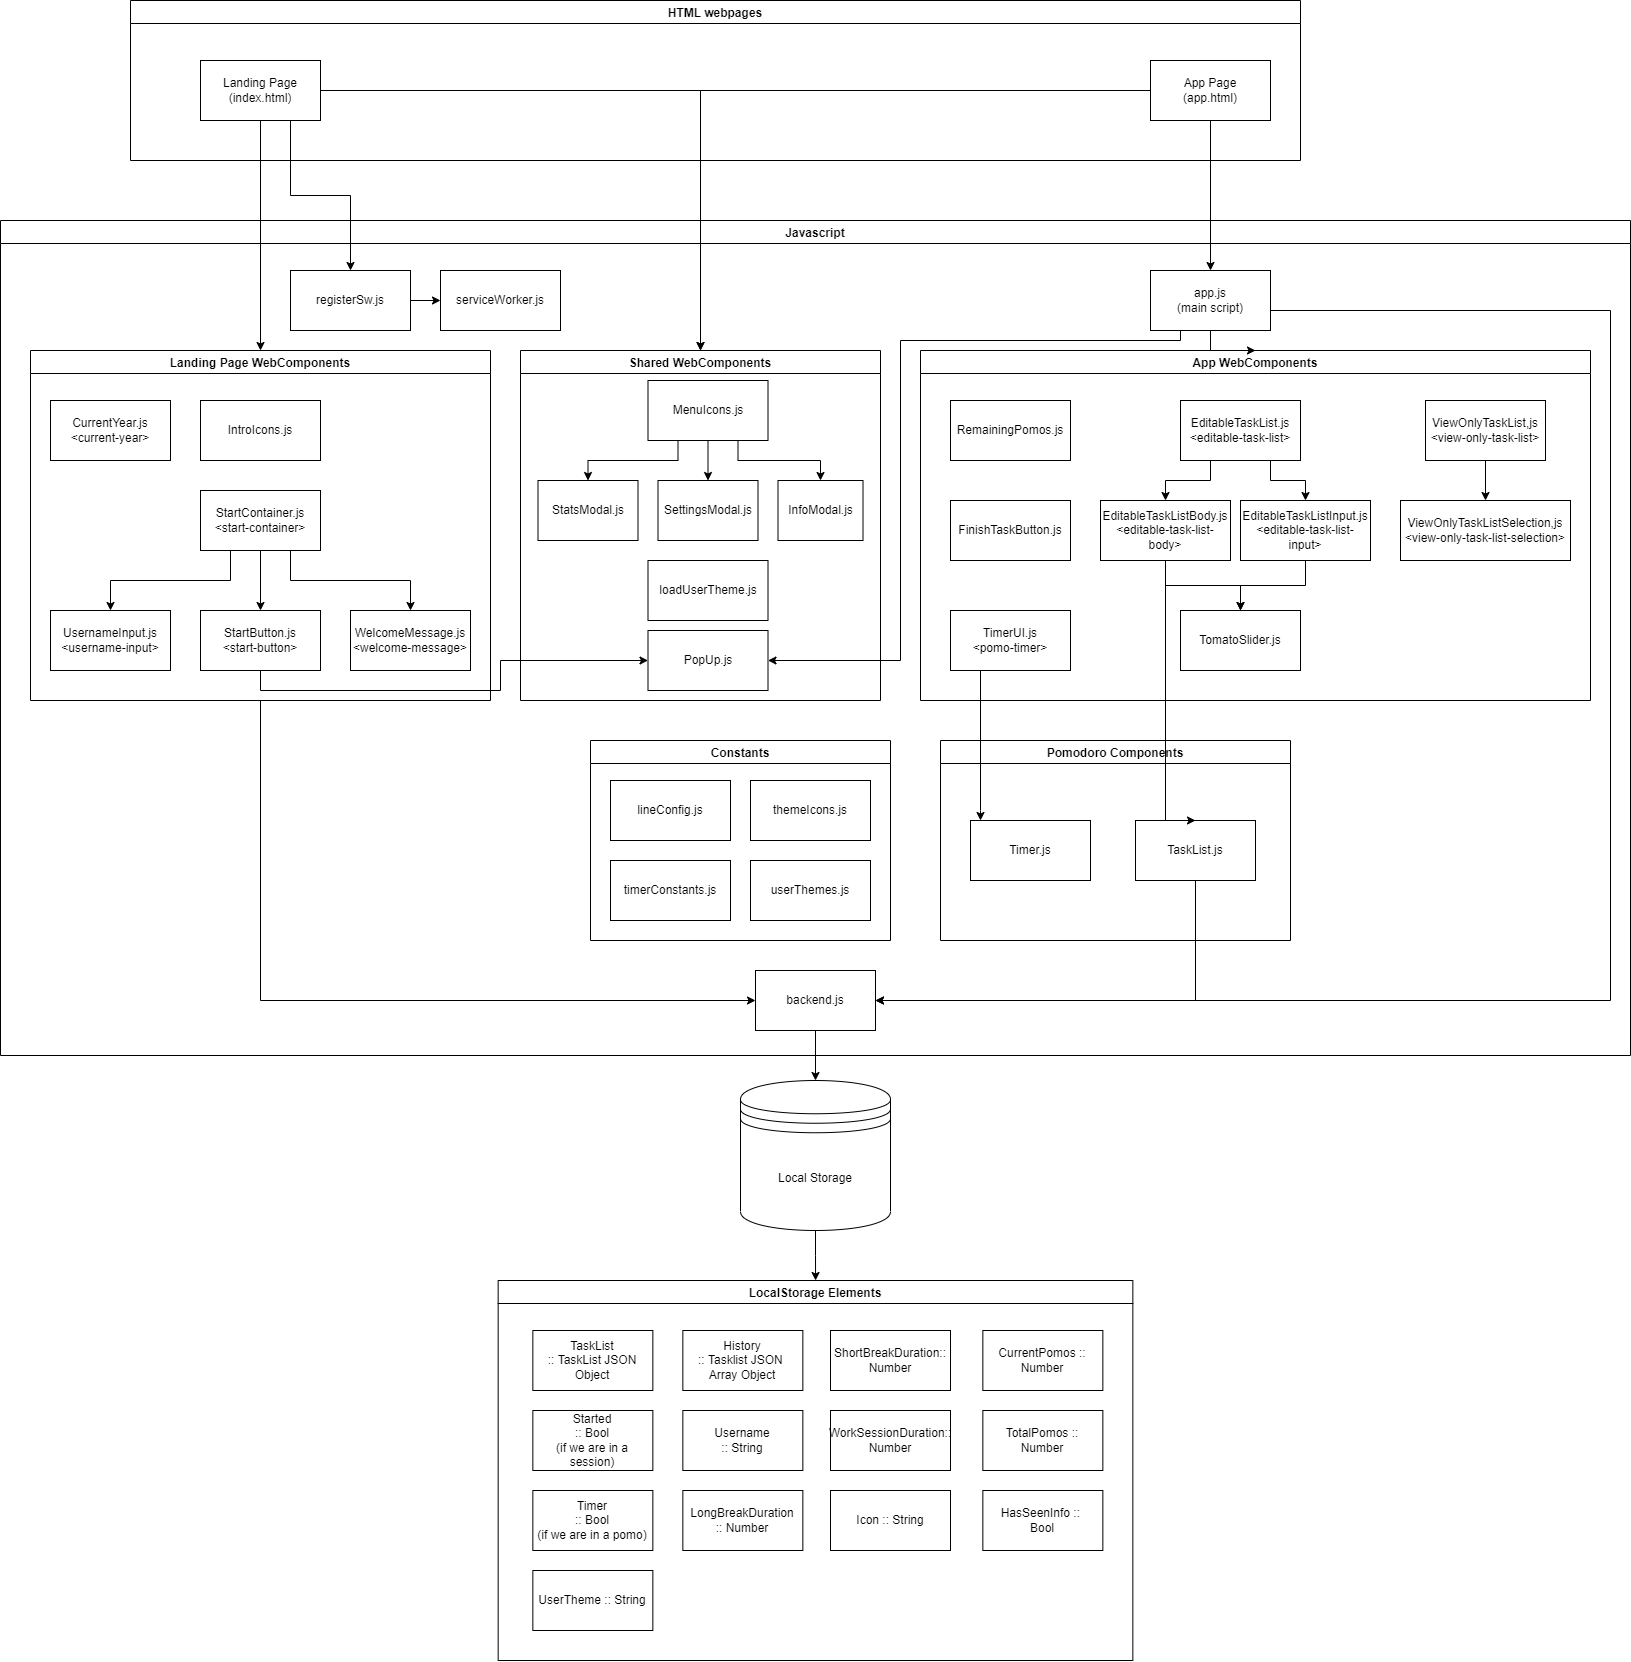 HTML webpages
Landing Page
(index.html)
App Page
(app.html)
Javascript
registerSw.js
serviceWorker.js
app.js
(main script)
Landing Page WebComponents
CurrentYear.js
<current-year>
IntroIcons.js
StartContainer.js
<start-container>
UsernameInput.js
<username-input>
StartButton.js
<start-button>
WelcomeMessage.js
<welcome-message>
Shared WebComponents
MenuIcons.js
StatsModal.js
SettingsModal.js
InfoModal.js
loadUserTheme.js
PopUp.js
App WebComponents
RemainingPomos.js
EditableTaskList.js
<editable-task-list>
ViewOnlyTaskList,js
<view-only-task-list>
FinishTaskButton.js
EditableTaskListBody.js
<editable-task-list-
body>
EditableTaskListInput.js
<editable-task-list-
input>
ViewOnlyTaskListSelection,js
<view-only-task-list-selection>
TimerUI.js
<pomo-timer>
TomatoSlider.js
Constants
lineConfig.js
themeIcons.js
timerConstants.js
userThemes.js
Pomodoro Components
Timer.js
TaskList.js
backend.js
Local Storage
LocalStorage Elements
TaskList
:: TaskList JSON
Object
History
:: Tasklist JSON
Array Object
ShortBreakDuration::
Number
CurrentPomos ::
Number
Started
:: Bool
(if we are in a
session)
Username
:: String
WorkSessionDuration::
Number
TotalPomos ::
Number
Timer
:: Bool
(if we are in a pomo)
LongBreakDuration
:: Number
Icon :: String
HasSeenInfo ::
Bool
UserTheme :: String